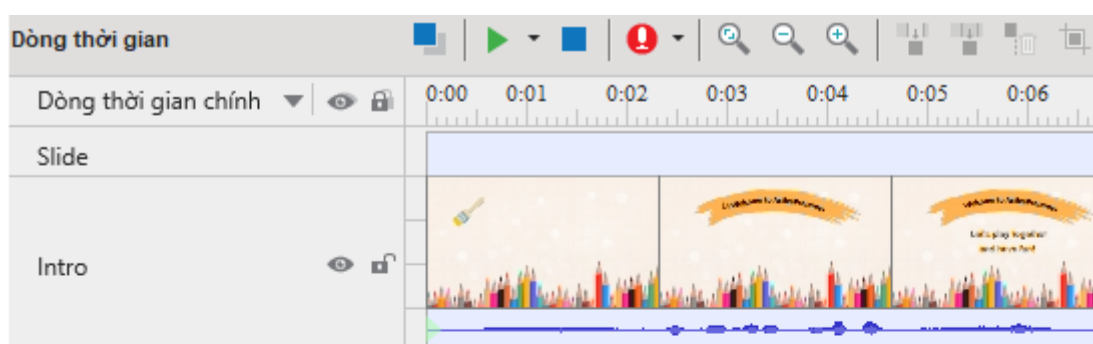 Dòng thời gian
Dòng thời gian chính
0:00 0:01 0:02 0:03 0:04 0:05 0:06
Slide
Intro
Let's play together
and have fun!